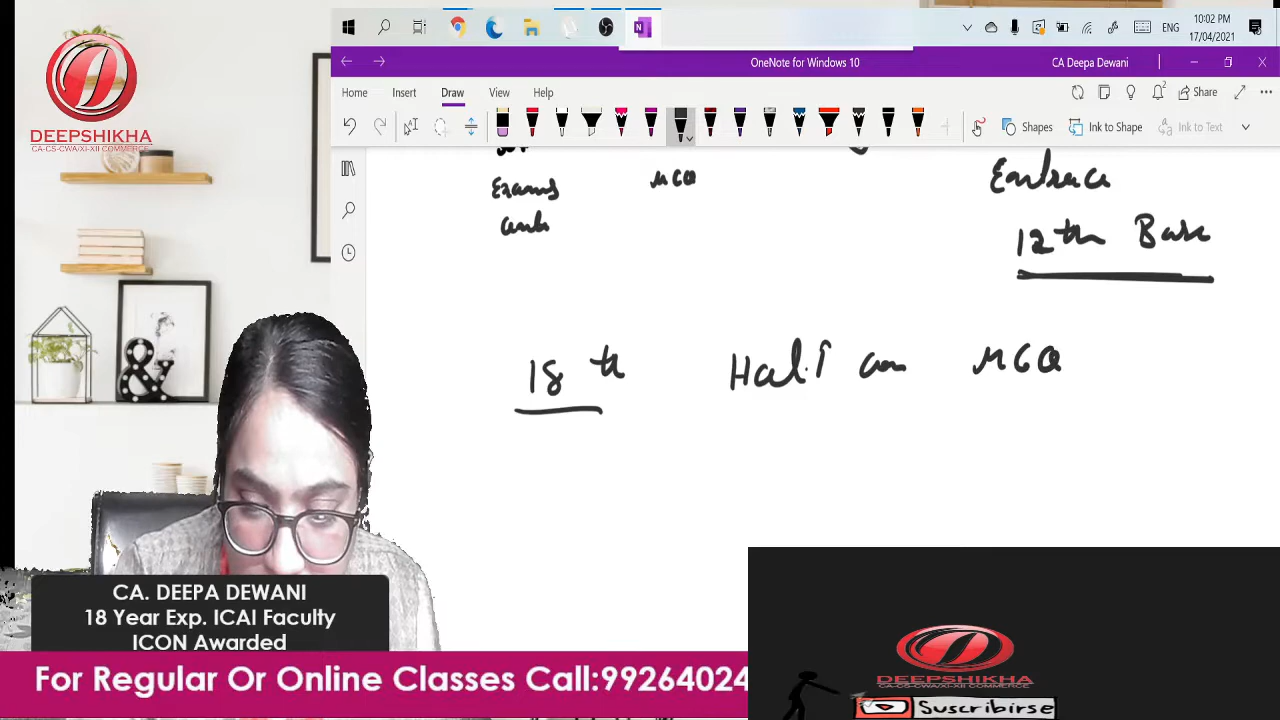 10:02 PM
ENG
17/04/2021
OneNote for Windows 10
CA Deepa Dewani
Home Insert Draw View Help
Share
Shapes Ink to Shape Ink to Text
D
DEEPSHIKHA
CA-CS-CWA/XI-XII COMMERCE
Exams MCQ
12th Base
18th MCQ
&
CA. DEEPA DEWANI
18 Year Exp. ICAI Faculty
ICON Awarded
For Regular Or Online Classes Call:99264024
D
DEEPSHIKHA
CA-CS-CWA/XI-XII COMMERCE
Suscribirse